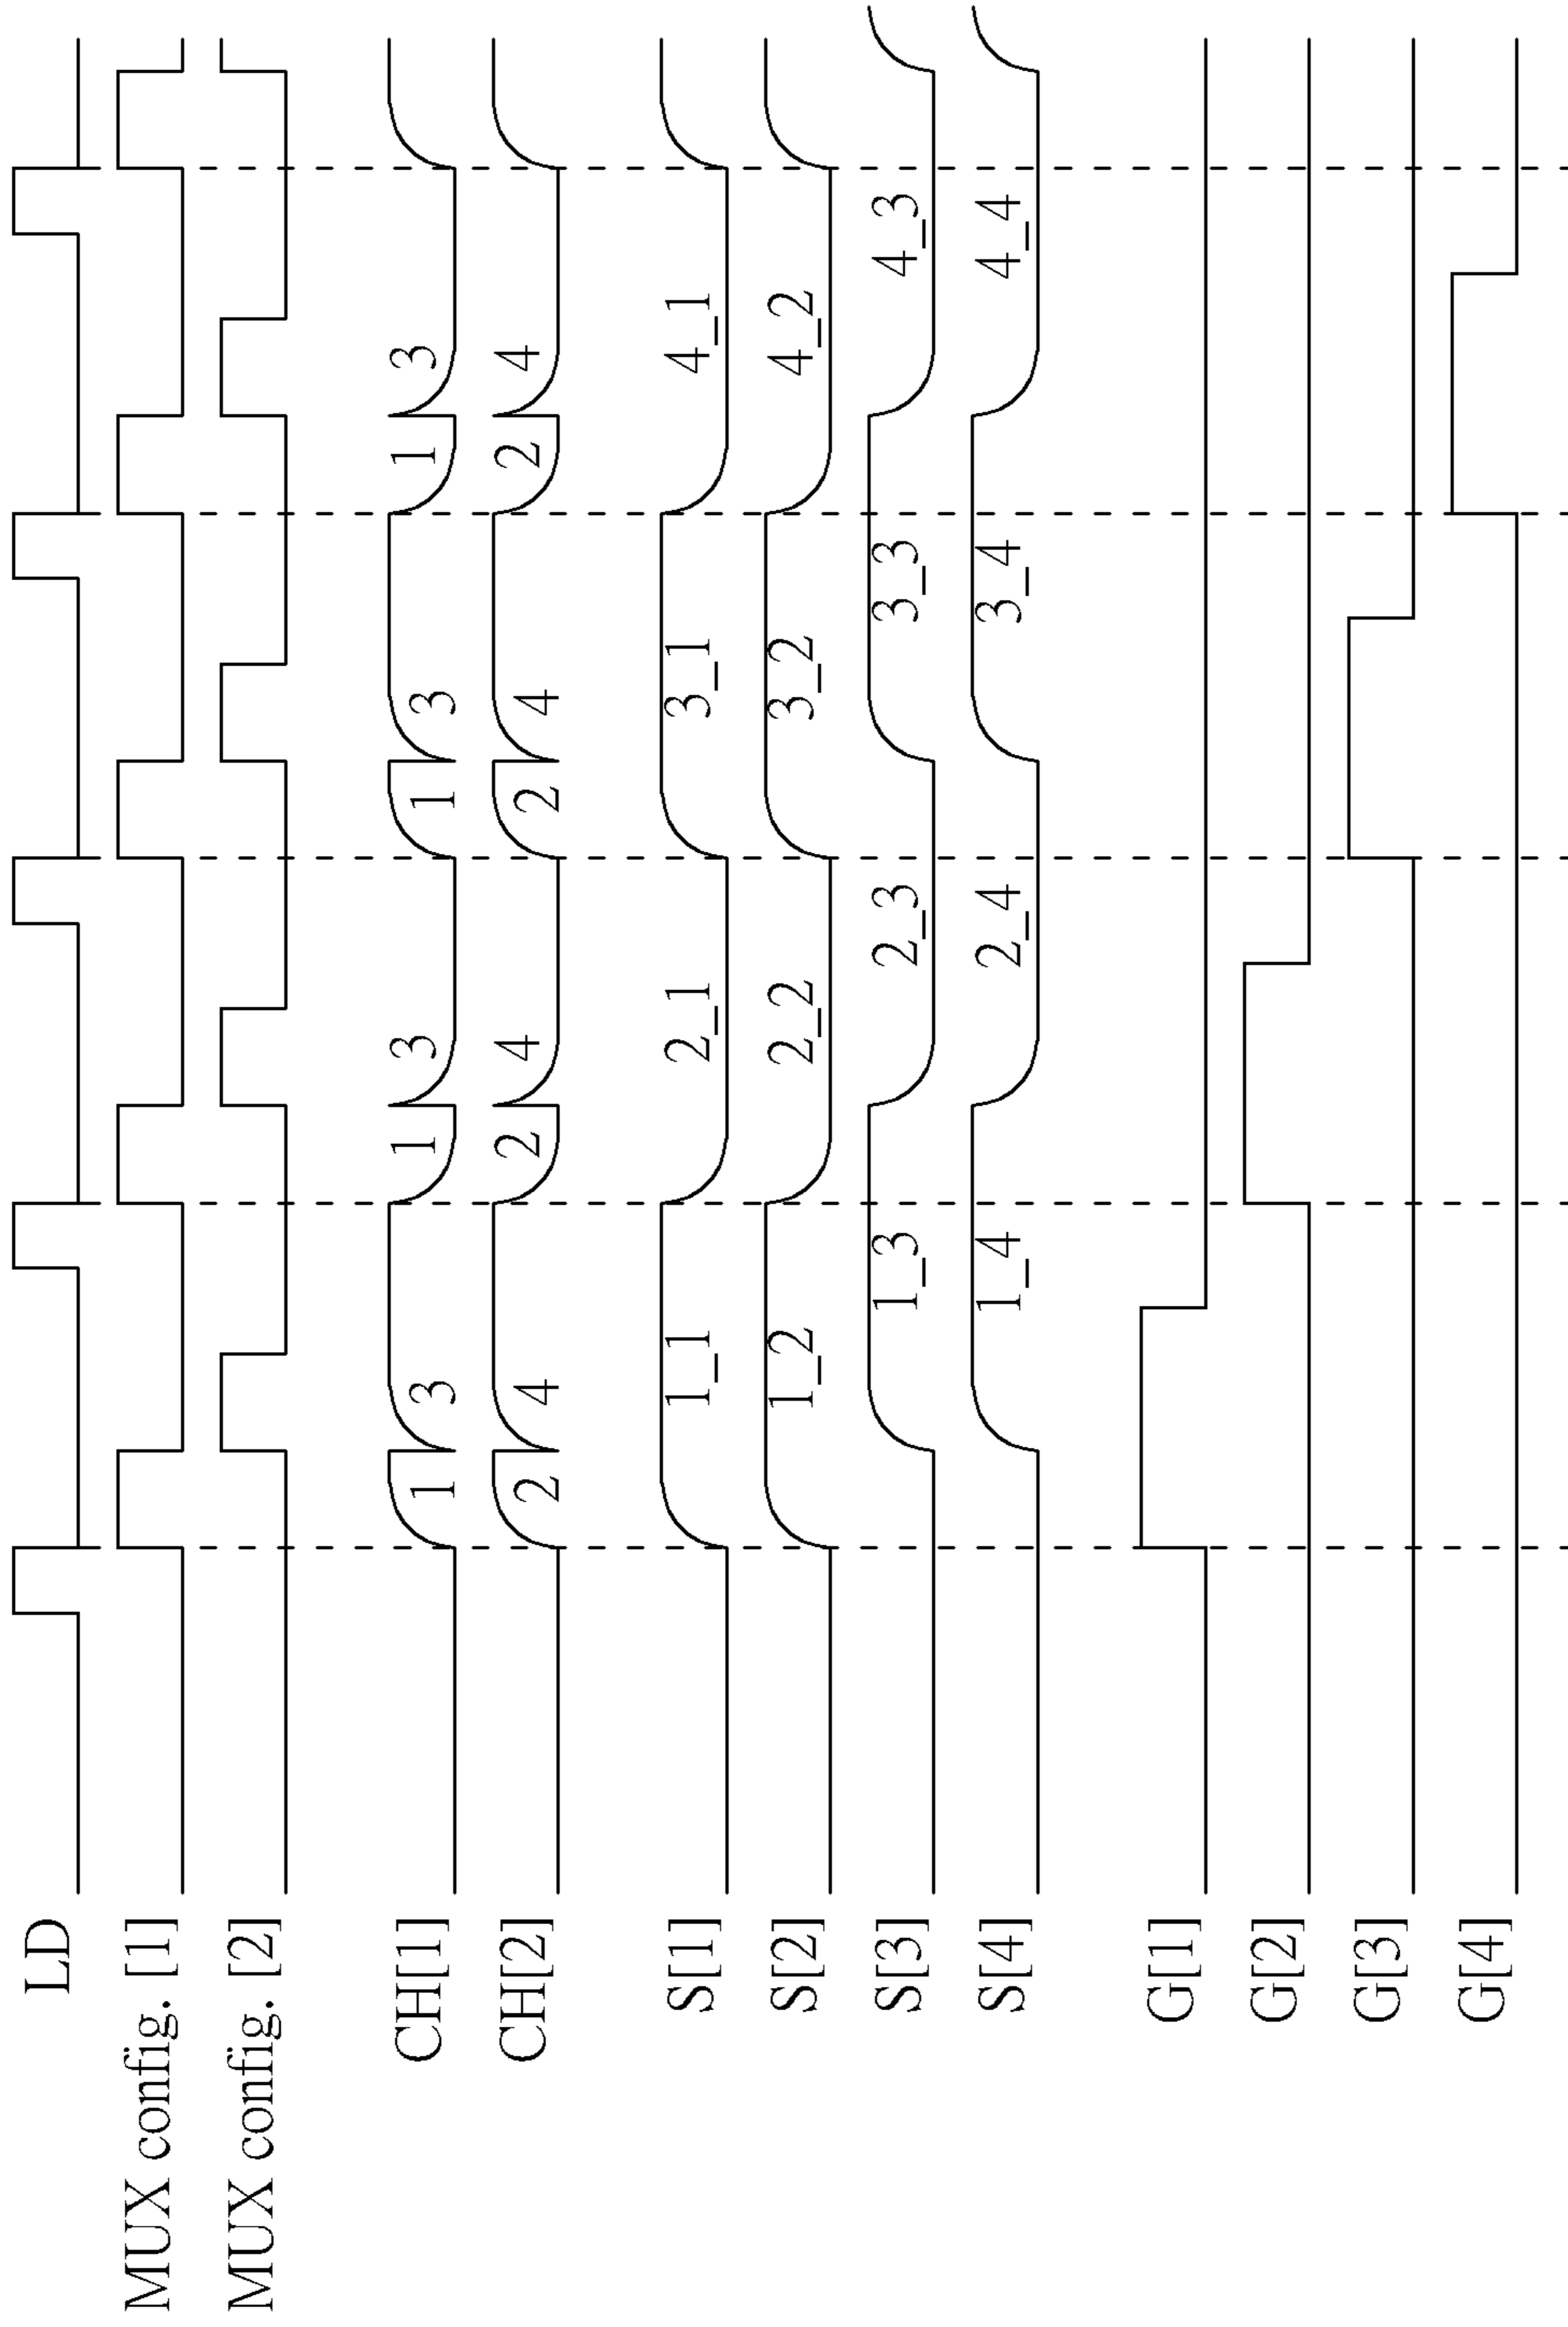 LD
MUX config. [1]
MUX config. [2]
CH[1] 1 3 1 3 1 3 1 3
CH[2] 2 4 2 4 2 4 2 4
S[1] 1_1 2_1 3_1 4_1
S[2] 1_2 2_2 3_2 4_2
S[3] 1_3 2_3 3_3 4_3
S[4] 1_4 2_4 3_4 4_4
G[1]
G[2]
G[3]
G[4]